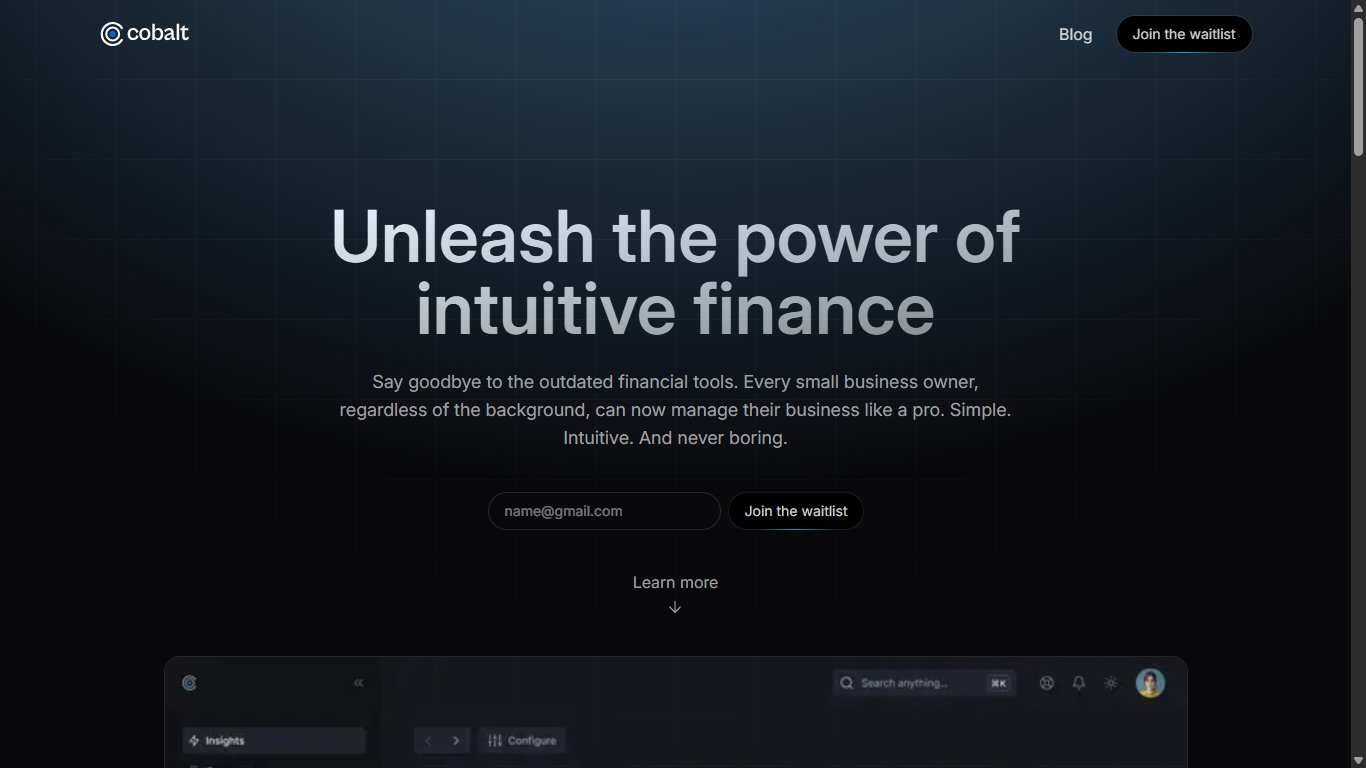 cobalt
Blog
Join the waitlist
Unleash the power of
intuitive finance
Say goodbye to the outdated financial tools. Every small business owner,
regardless of the background, can now manage their business like a pro. Simple.
Intuitive. And never boring.
name@gmail.com
Join the waitlist
Learn more
Search anything...
⌘K
Insights
Configure